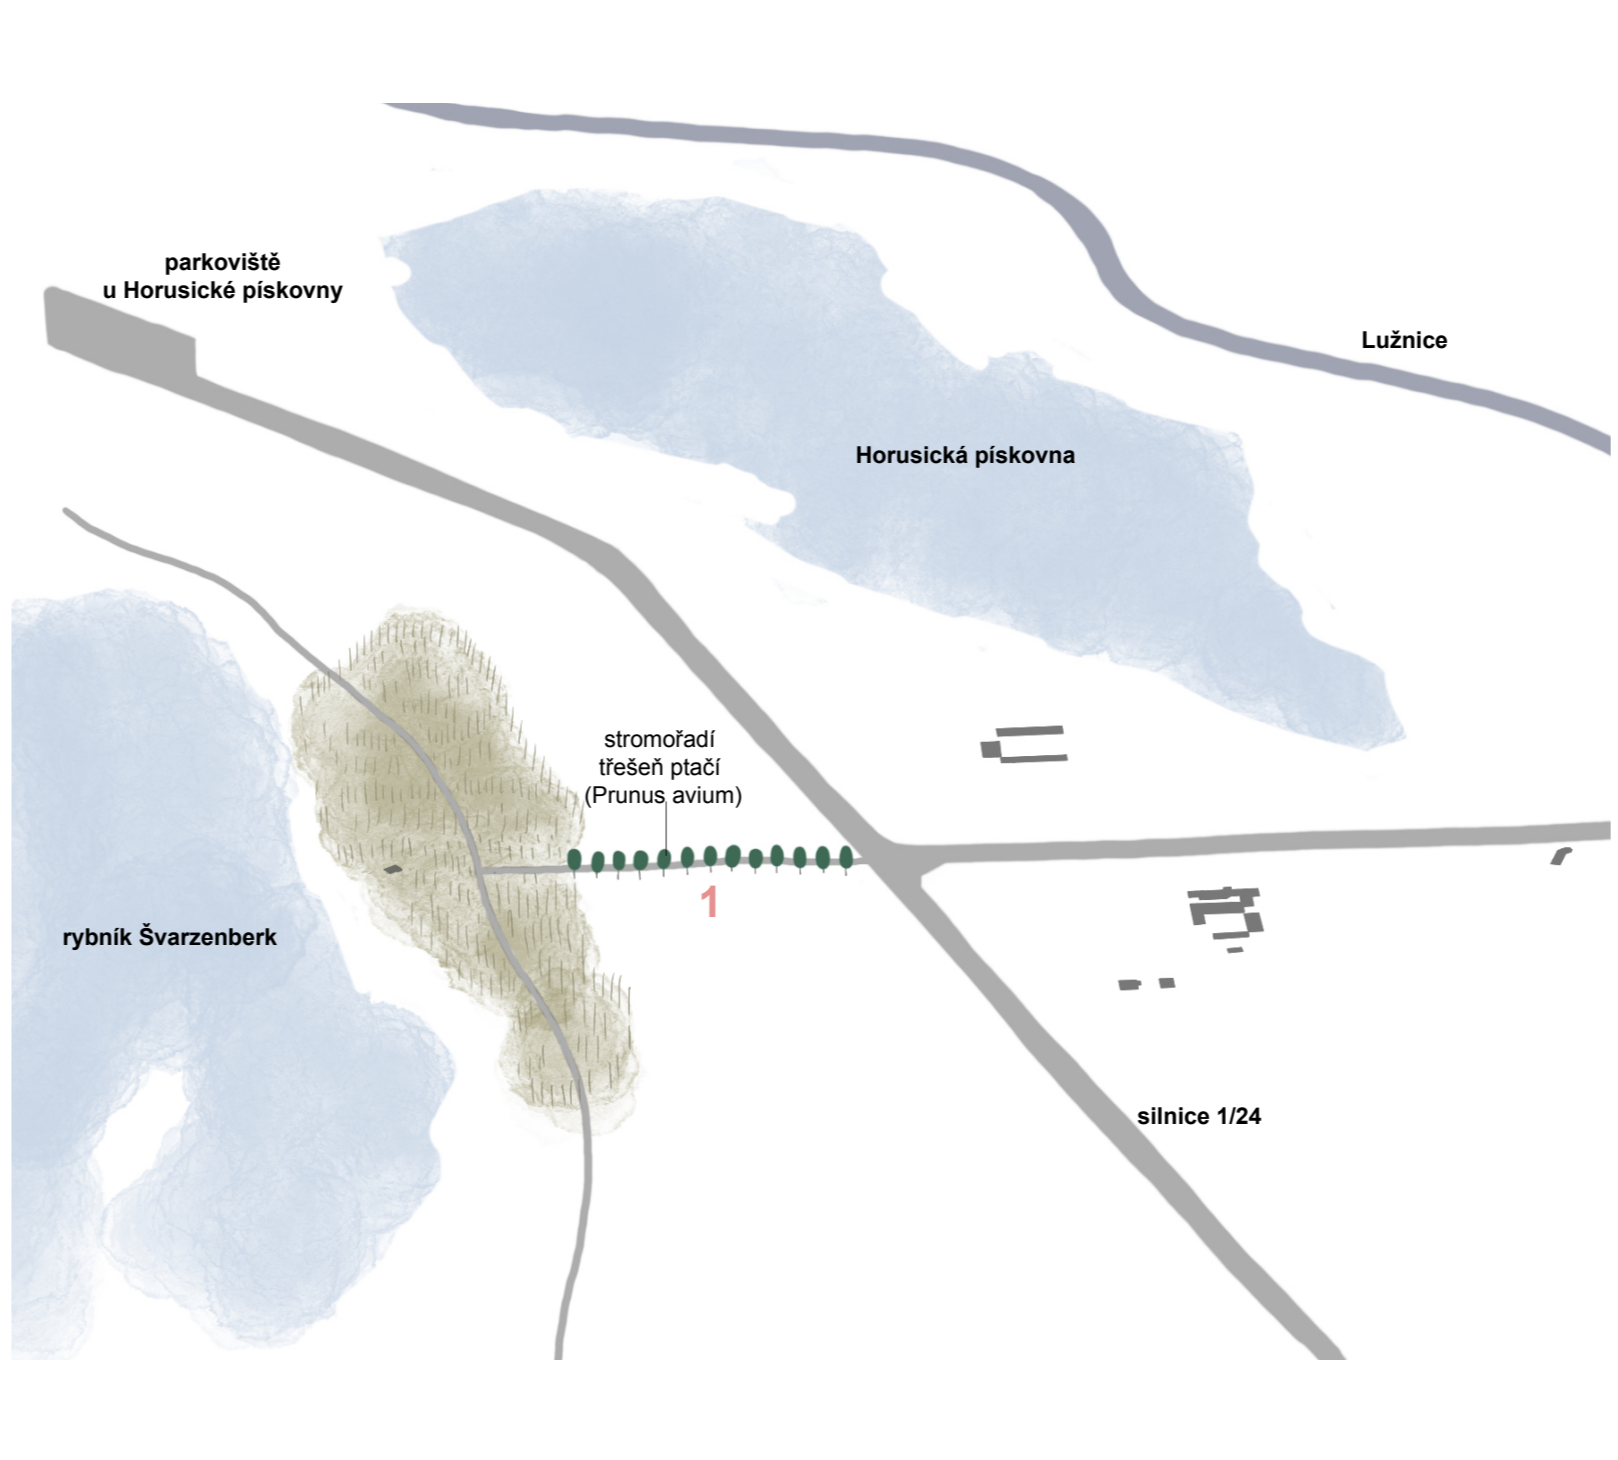 parkoviště
u Horusické pískovny
Lužnice
Horusická pískovna
stromořadí
třešeň ptačí
(Prunus avium)
1
rybník Švarzenberk
silnice 1/24